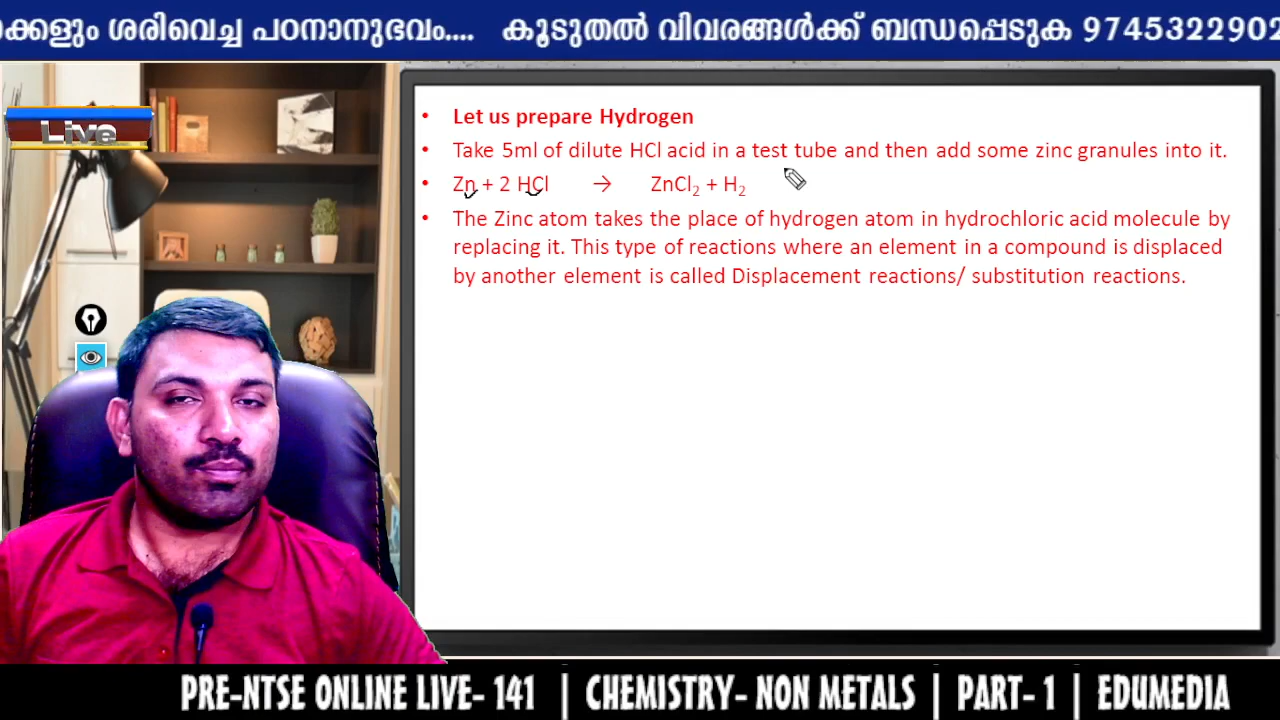 ക്കളും ശരിവെച്ച പഠനാനുഭവം.... കൂടുതൽ വിവരങ്ങൾക്ക് ബന്ധപ്പെടുക 9745322902
Live
• Let us prepare Hydrogen
• Take 5ml of dilute HCl acid in a test tube and then add some zinc granules into it.
• Zn + 2 HCl → ZnCl₂ + H₂
• The Zinc atom takes the place of hydrogen atom in hydrochloric acid molecule by
replacing it. This type of reactions where an element in a compound is displaced
by another element is called Displacement reactions/ substitution reactions.
PRE-NTSE ONLINE LIVE- 141 | CHEMISTRY- NON METALS | PART- 1 | EDUMEDIA